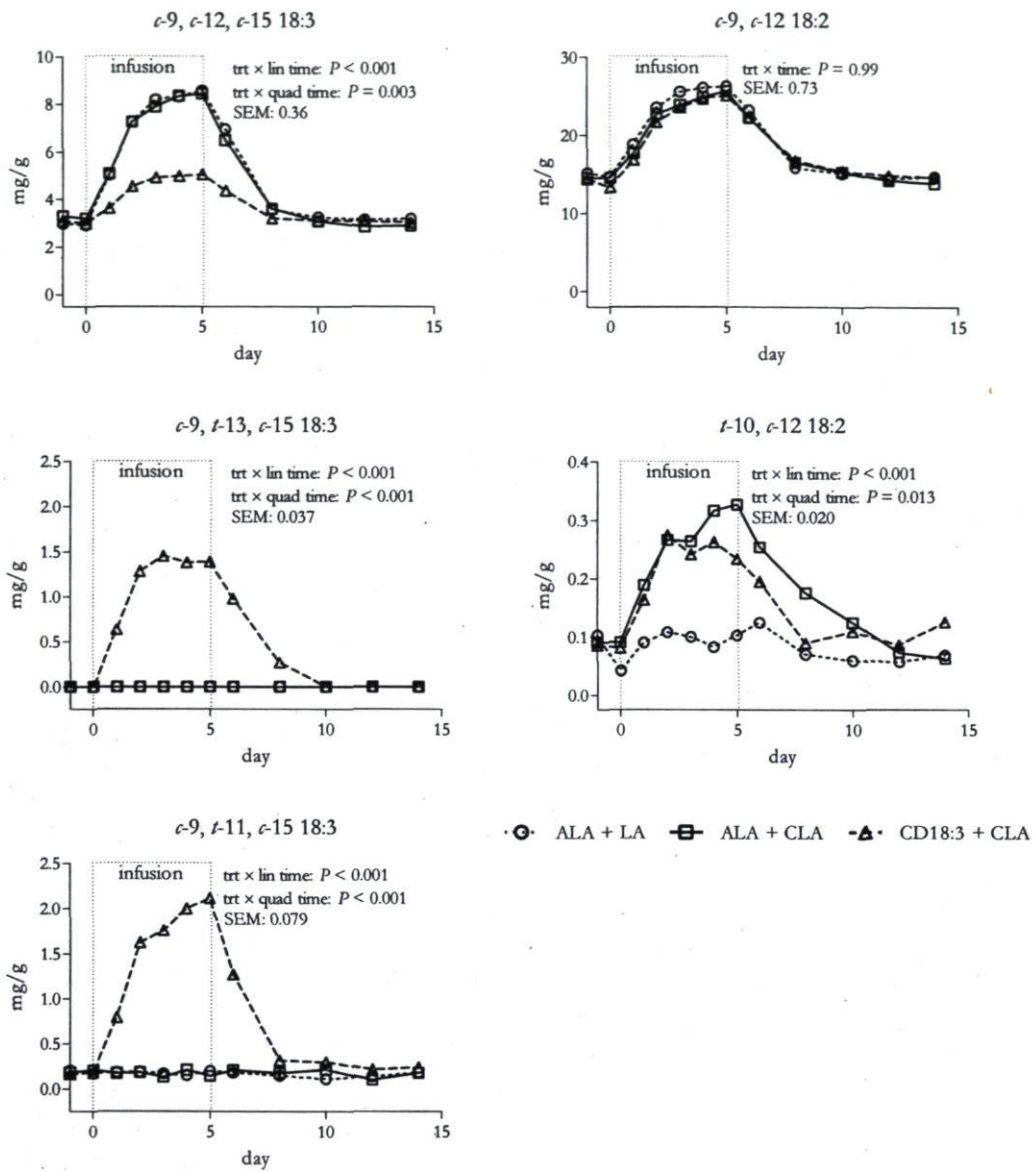 c-9, c-12, c-15 18:3
infusion
trt × lin time: P < 0.001
trt × quad time: P = 0.003
SEM: 0.36
10
8
6
4
2
0
mg/g
0 5 10 15
day
c-9, c-12 18:2
infusion
trt × time: P = 0.99
SEM: 0.73
30
20
10
0
mg/g
0 5 10 15
day
c-9, t-13, c-15 18:3
infusion
trt × lin time: P < 0.001
trt × quad time: P < 0.001
SEM: 0.037
2.5
2.0
1.5
1.0
0.5
0.0
mg/g
0 5 10 15
day
t-10, c-12 18:2
infusion
trt × lin time: P < 0.001
trt × quad time: P = 0.013
SEM: 0.020
0.4
0.3
0.2
0.1
0.0
mg/g
0 5 10 15
day
c-9, t-11, c-15 18:3
infusion
trt × lin time: P < 0.001
trt × quad time: P < 0.001
SEM: 0.079
2.5
2.0
1.5
1.0
0.5
0.0
mg/g
0 5 10 15
day
ALA + LA ALA + CLA CD18:3 + CLA